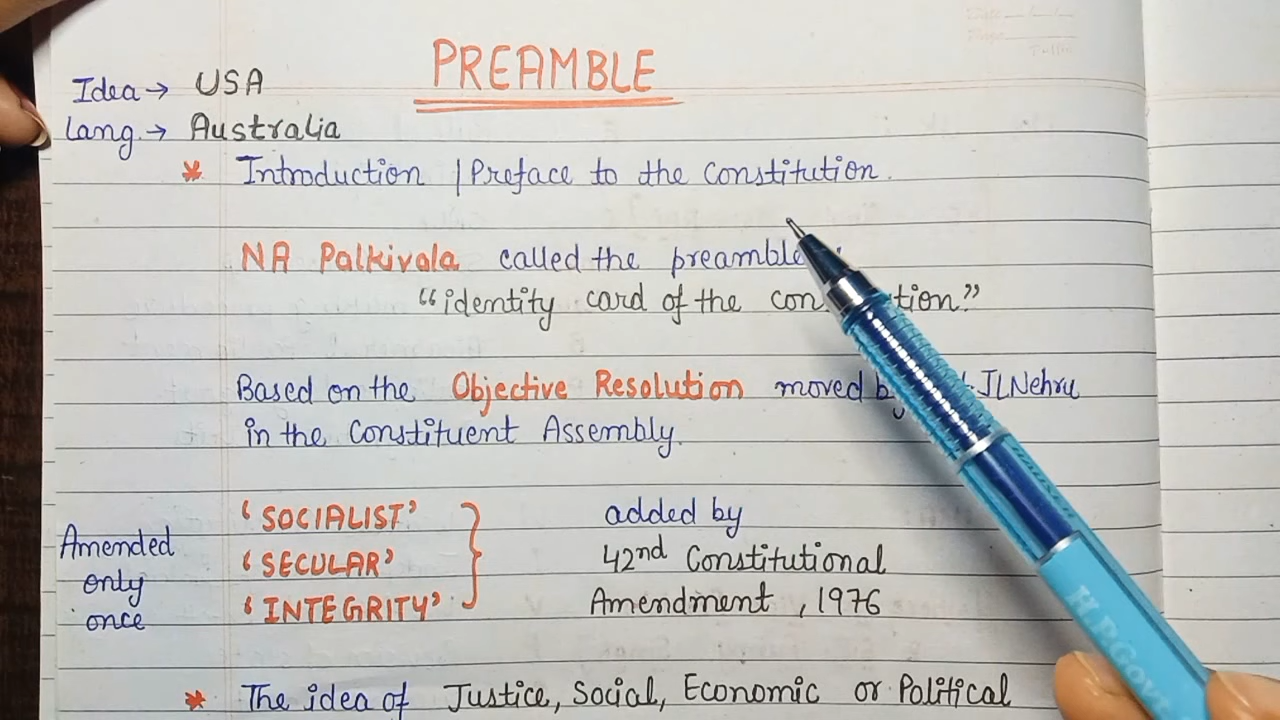 PREAMBLE
Idea → USA
Lang. → Australia
* Introduction / Preface to the Constitution.
NA Palkivala called the preamble
“identity card of the
Based on the Objective Resolution moved JLNehru
in the Constituent Assembly.
‘SOCIALIST’ added by
Amended ‘SECULAR’ 42nd Constitutional
only ‘INTEGRITY’ Amendment, 1976
once
* The idea of Justice, Social, Economic or Political